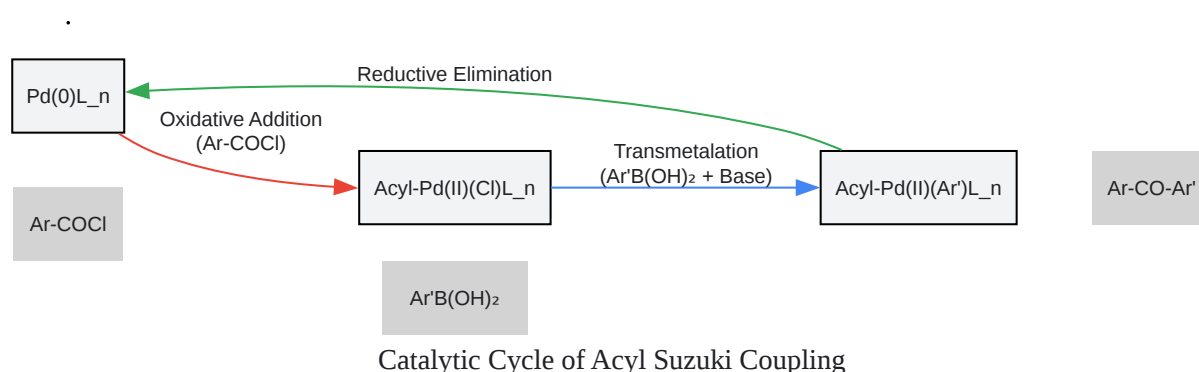 .
Pd(0)L_n
Reductive Elimination
Oxidative Addition
(Ar-COCl)
Acyl-Pd(II)(Cl)L_n
Transmetalation
(Ar'B(OH)₂ + Base)
Acyl-Pd(II)(Ar')L_n
Ar-CO-Ar'
Ar-COCl
Ar'B(OH)₂
Catalytic Cycle of Acyl Suzuki Coupling